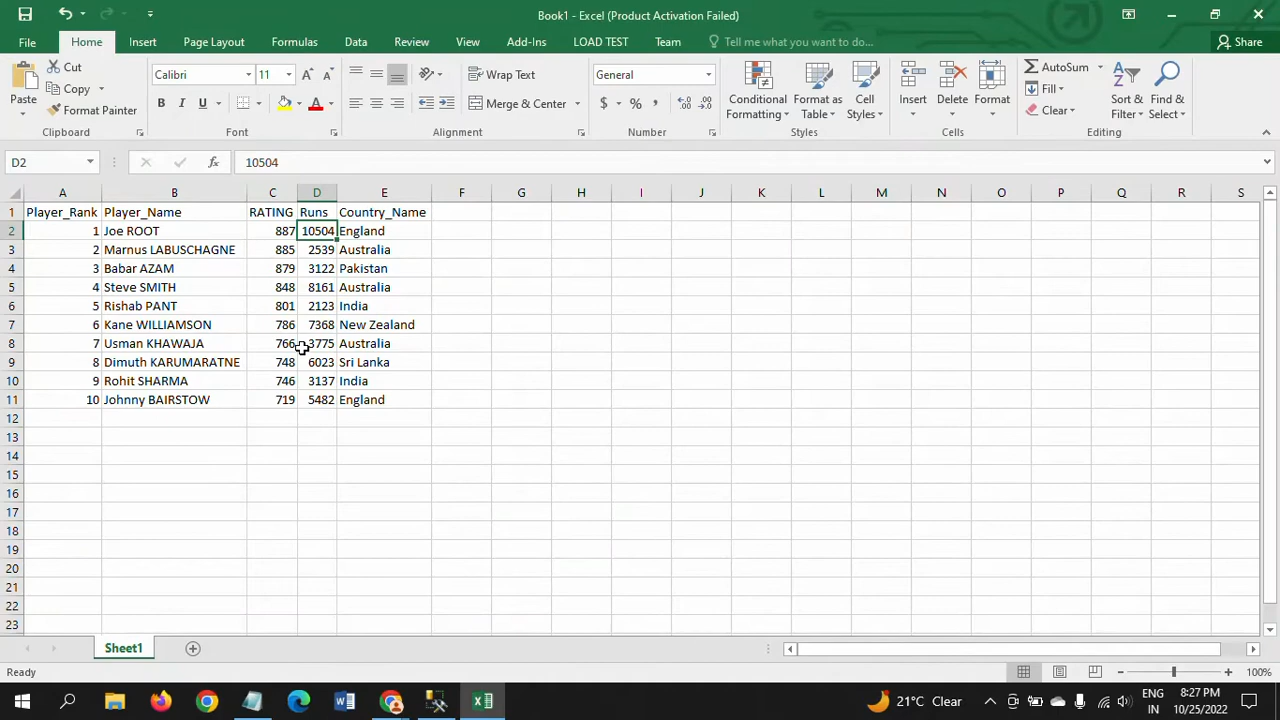 Book1 - Excel (Product Activation Failed)
File Home Insert Page Layout Formulas Data Review View Add-Ins LOAD TEST Team Tell me what you want to do... Share
Paste Cut Copy Format Painter Clipboard
Calibri 11 B I U A Font
Wrap Text Merge & Center Alignment
General $ % , Number
Conditional Formatting Format as Table Cell Styles Styles
Insert Delete Format Cells
AutoSum Fill Clear Sort & Filter Find & Select Editing
D2 fx 10504
A B C D E F G H I J K L M N O P Q R S
1 Player_Rank Player_Name RATING Runs Country_Name
2 1 Joe ROOT 887 10504 England
3 2 Marnus LABUSCHAGNE 885 2539 Australia
4 3 Babar AZAM 879 3122 Pakistan
5 4 Steve SMITH 848 8161 Australia
6 5 Rishab PANT 801 2123 India
7 6 Kane WILLIAMSON 786 7368 New Zealand
8 7 Usman KHAWAJA 766 3775 Australia
9 8 Dimuth KARUMARATNE 748 6023 Sri Lanka
10 9 Rohit SHARMA 746 3137 India
11 10 Johnny BAIRSTOW 719 5482 England
12
13
14
15
16
17
18
19
20
21
22
23
Sheet1
Ready 100%
21°C Clear ENG IN 8:27 PM 10/25/2022